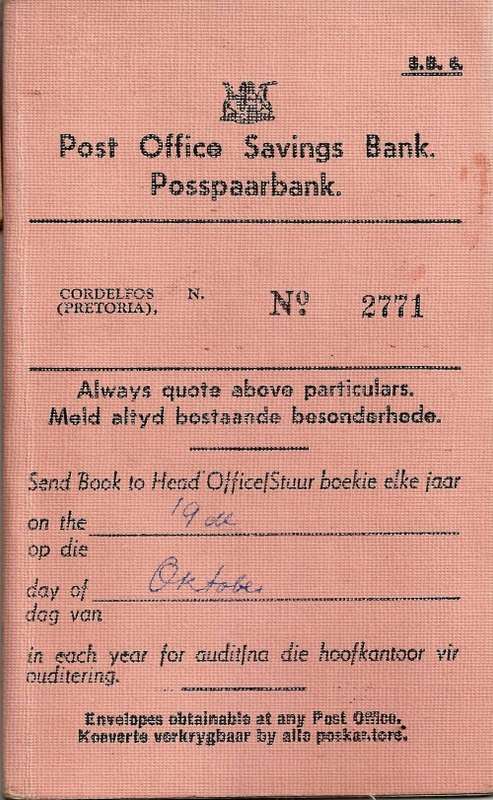 S.B. 6.
Post Office Savings Bank.
Posspaarbank.
CORDELFOS N.
(PRETORIA),
Nº 2771
Always quote above particulars.
Meld altyd bostaande besonderhede.
Send Book to Head Office/Stuur boekie elke jaar
on the 19de
op die
day of Oktober
dag van
in each year for audit/na die hoofkantoor vir
ouditering.
Envelopes obtainable at any Post Office.
Koeverte verkrygbaar by alle poskantore.